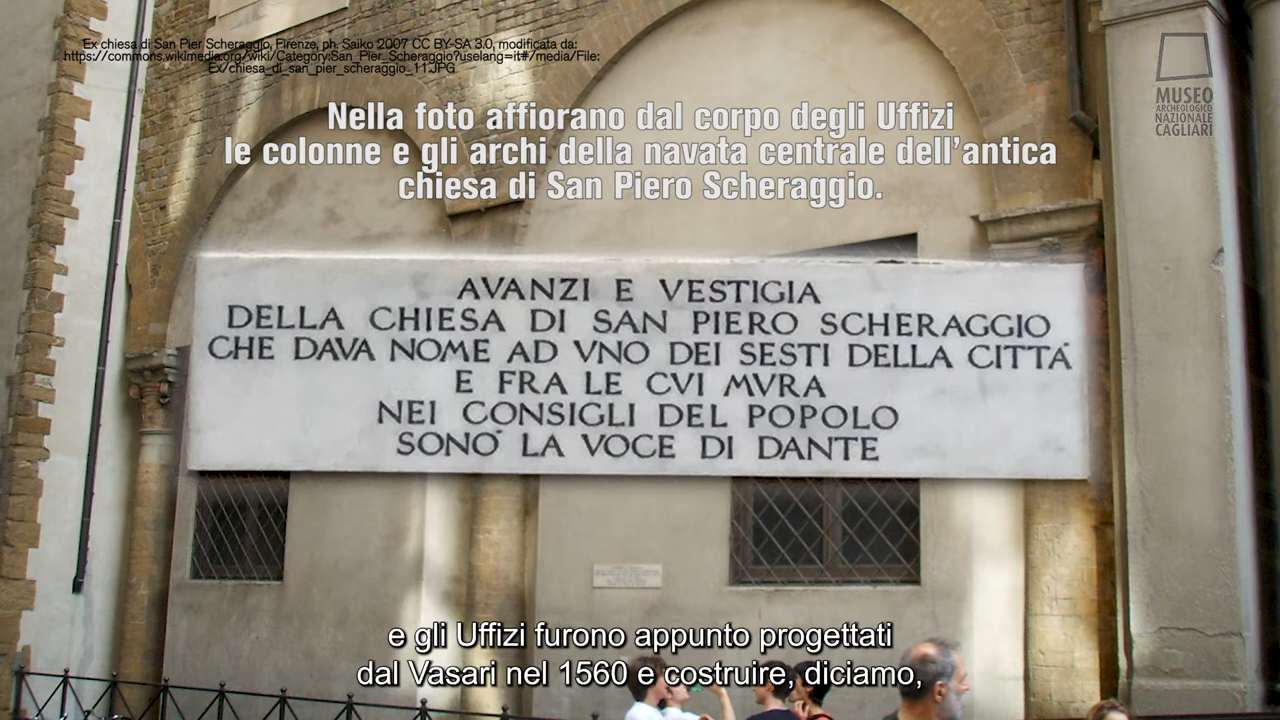 Ex chiesa di San Pier Scheraggio, Firenze, ph. Saiko 2007 CC BY-SA 3.0, modificata da:
https://commons.wikimedia.org/wiki/Category:San_Pier_Scheraggio?uselang=it#/media/File:
Ex/chiesa_di_san_pier_scheraggio_11.JPG
MUSEO
ARCHEOLOGICO
NAZIONALE
CAGLIARI
Nella foto affiorano dal corpo degli Uffizi
le colonne e gli archi della navata centrale dell’antica
chiesa di San Piero Scheraggio.
AVANZI E VESTIGIA
DELLA CHIESA DI SAN PIERO SCHERAGGIO
CHE DAVA NOME AD VNO DEI SESTI DELLA CITTÀ
E FRA LE CVI MVRA
NEI CONSIGLI DEL POPOLO
SONÒ LA VOCE DI DANTE
e gli Uffizi furono appunto progettati
dal Vasari nel 1560 e costruire, diciamo,